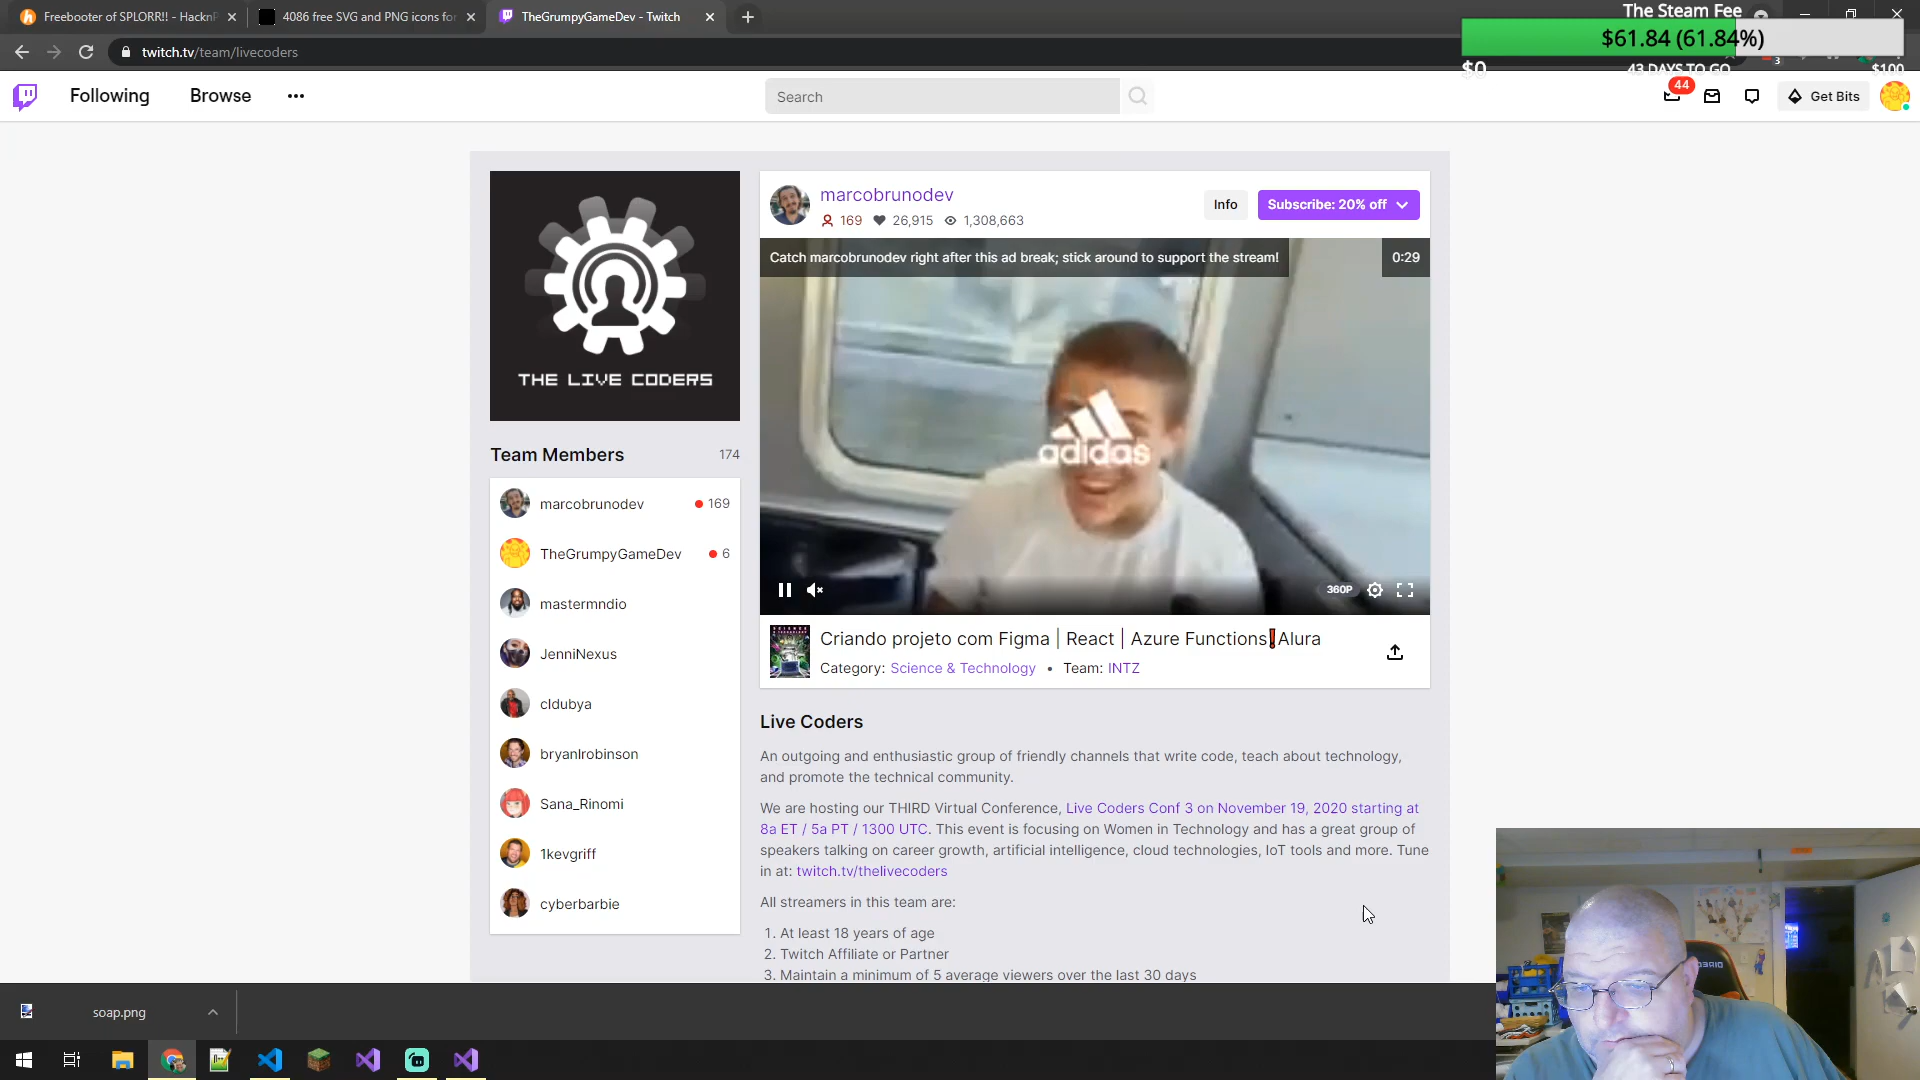 Freebooter of SPLORR!! - HacknP
4086 free SVG and PNG icons for
TheGrumpyGameDev - Twitch
The Steam Fee
$61.84 (61.84%)
$0
43 DAYS TO GO
$100
twitch.tv/team/livecoders
3
Following
Browse
Search
44
Get Bits
THE LIVE CODERS
marcobrunodev
169 26,915 1,308,663
Info
Subscribe: 20% off
Catch marcobrunodev right after this ad break; stick around to support the stream!
0:29
adidas
360P
Team Members 174
marcobrunodev 169
TheGrumpyGameDev 6
mastermndio
JenniNexus
cldubya
bryanlrobinson
Sana_Rinomi
1kevgriff
cyberbarbie
Criando projeto com Figma | React | Azure Functions❗Alura
Category: Science & Technology • Team: INTZ
Live Coders
An outgoing and enthusiastic group of friendly channels that write code, teach about technology,
and promote the technical community.
We are hosting our THIRD Virtual Conference, Live Coders Conf 3 on November 19, 2020 starting at
8a ET / 5a PT / 1300 UTC. This event is focusing on Women in Technology and has a great group of
speakers talking on career growth, artificial intelligence, cloud technologies, IoT tools and more. Tune
in at: twitch.tv/thelivecoders
All streamers in this team are:
1. At least 18 years of age
2. Twitch Affiliate or Partner
3. Maintain a minimum of 5 average viewers over the last 30 days
soap.png